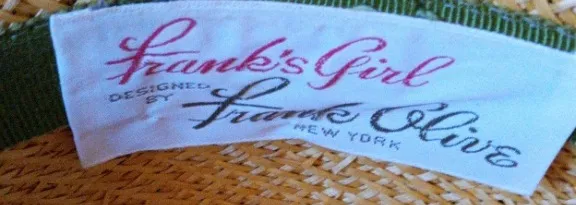 Frank's Girl
DESIGNED BY Frank Olive
NEW YORK